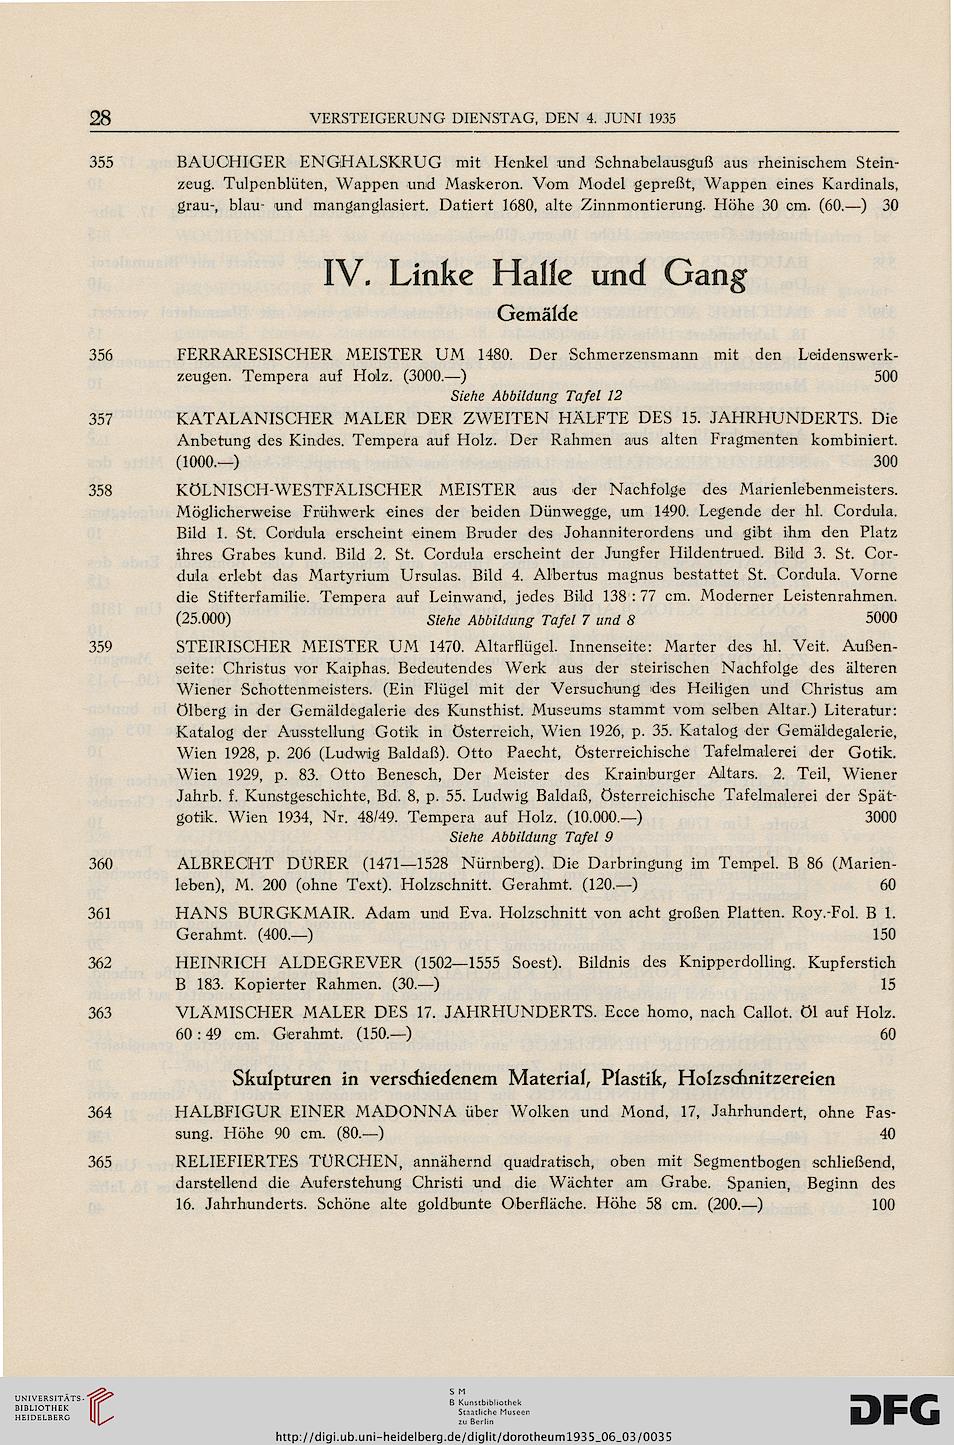 28
VERSTEIGERUNG DIENSTAG, DEN 4. JUNI 1935
355 BAUCHIGER ENGHALSKRUG mit Henkel und Schnabelausguß aus rheinischem Stein-
zeug. Tulpenblüten, Wappen und Maskeron. Vom Model gepreßt, Wappen eines Kardinals,
grau-, blau- und manganglasiert. Datiert 1680, alte Zinnmontierung. Höhe 30 cm. (60.—) 30
IV. Linke Halle und Gang
Gemälde
356 FERRARESISCHER MEISTER UM 1480. Der Schmerzensmann mit den Leidenswerk-
zeugen. Tempera auf Holz. (3000.—) 500
Siehe Abbildung Tafel 12
357 KATALANISCHER MALER DER ZWEITEN HÄLFTE DES 15. JAHRHUNDERTS. Die
Anbetung des Kindes. Tempera auf Holz. Der Rahmen aus alten Fragmenten kombiniert.
(1000.—) 300
358 KÖLNISCH-WESTFÄLISCHER MEISTER aus der Nachfolge des Marienlebenmeisters.
Möglicherweise Frühwerk eines der beiden Dünwegge, um 1490. Legende der hl. Cordula.
Bild 1. St. Cordula erscheint einem Bruder des Johanniterordens und gibt ihm den Platz
ihres Grabes kund. Bild 2. St. Cordula erscheint der Jungfer Hildentrued. Bild 3. St. Cor-
dula erlebt das Martyrium Ursulas. Bild 4. Albertus magnus bestattet St. Cordula. Vorne
die Stifterfamilie. Tempera auf Leinwand, jedes Bild 138 : 77 cm. Moderner Leistenrahmen.
(25.000) Siehe Abbildung Tafel 7 und 8 5000
359 STEIRISCHER MEISTER UM 1470. Altarflügel. Innenseite: Marter des hl. Veit. Außen-
seite: Christus vor Kaiphas. Bedeutendes Werk aus der steirischen Nachfolge des älteren
Wiener Schottenmeisters. (Ein Flügel mit der Versuchung des Heiligen und Christus am
Ölberg in der Gemäldegalerie des Kunsthist. Museums stammt vom selben Altar.) Literatur:
Katalog der Ausstellung Gotik in Österreich, Wien 1926, p. 35. Katalog der Gemäldegalerie,
Wien 1928, p. 206 (Ludwig Baldaß). Otto Paecht, Österreichische Tafelmalerei der Gotik.
Wien 1929, p. 83. Otto Benesch, Der Meister des Krainburger Altars. 2. Teil, Wiener
Jahrb. f. Kunstgeschichte, Bd. 8, p. 55. Ludwig Baldaß, Österreichische Tafelmalerei der Spät-
gotik. Wien 1934, Nr. 48/49. Tempera auf Holz. (10.000.—) 3000
Siehe Abbildung Tafel 9
360 ALBRECHT DÜRER (1471—1528 Nürnberg). Die Darbringung im Tempel. B 86 (Marien-
leben), M. 200 (ohne Text). Holzschnitt. Gerahmt. (120.—) 60
361 HANS BURGKMAIR. Adam und Eva. Holzschnitt von acht großen Platten. Roy.-Fol. B 1.
Gerahmt. (400.—) 150
362 HEINRICH ALDEGREVER (1502—1555 Soest). Bildnis des Knipperdolling. Kupferstich
B 183. Kopierter Rahmen. (30.—) 15
363 VLÄMISCHER MALER DES 17. JAHRHUNDERTS. Ecce homo, nach Callot. Öl auf Holz.
60 : 49 cm. Gerahmt. (150.—) 60
Skulpturen in verschiedenem Material, Plastik, Holzschnitzereien
364 HALBFIGUR EINER MADONNA über Wolken und Mond, 17, Jahrhundert, ohne Fas-
sung. Höhe 90 cm. (80.—) 40
365 RELIEFIERTES TÜRCHEN, annähernd quadratisch, oben mit Segmentbogen schließend,
darstellend die Auferstehung Christi und die Wächter am Grabe. Spanien, Beginn des
16. Jahrhunderts. Schöne alte goldbunte Oberfläche. Höhe 58 cm. (200.—) 100
UNIVERSITÄTS-
BIBLIOTHEK
HEIDELBERG
S M
B Kunstbibliothek
Staatliche Museen
zu Berlin
DFG
http://digi.ub.uni-heidelberg.de/diglit/dorotheum1935_06_03/0035